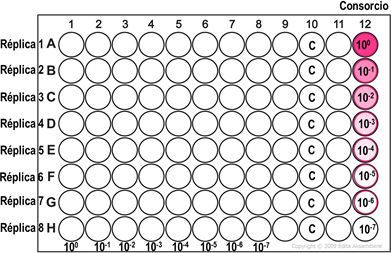 Consorcio
1 2 3 4 5 6 7 8 9 10 11 12
Réplica 1 A C 10⁰
Réplica 2 B C 10⁻¹
Réplica 3 C C 10⁻²
Réplica 4 D C 10⁻³
Réplica 5 E C 10⁻⁴
Réplica 6 F C 10⁻⁵
Réplica 7 G C 10⁻⁶
Réplica 8 H C 10⁻⁷
10⁰ 10⁻¹ 10⁻² 10⁻³ 10⁻⁴ 10⁻⁵ 10⁻⁶ 10⁻⁷
Copyright © 2009 Edita